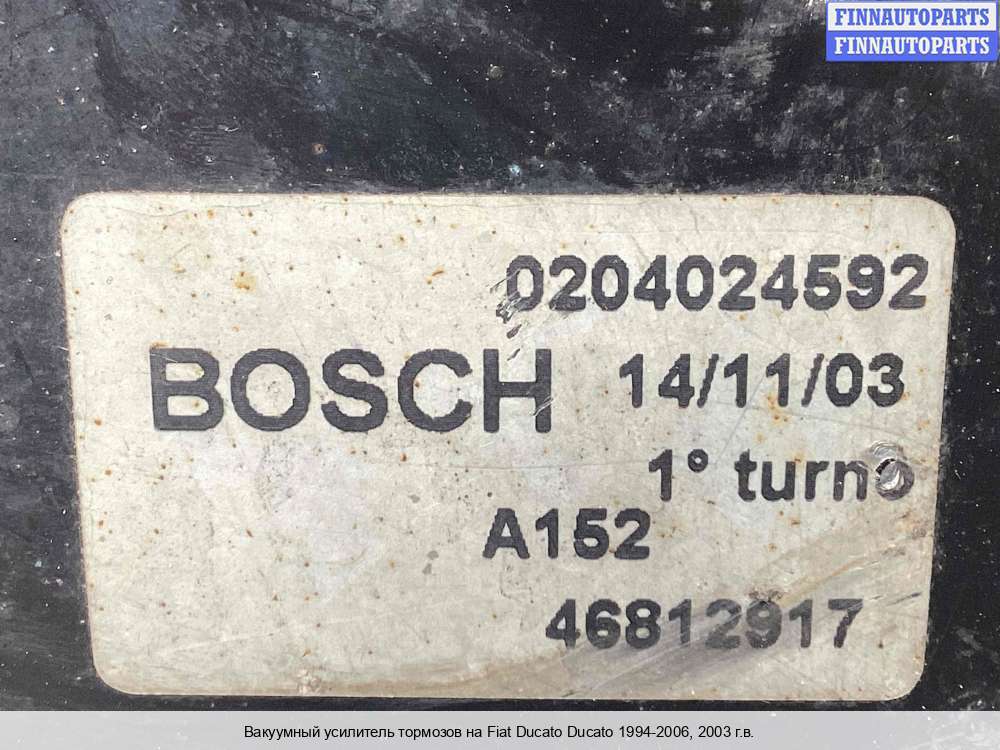 FINNAUTOPARTS
FINNAUTOPARTS
0204024592
BOSCH 14/11/03
1° turno
A152
46812917
Вакуумный усилитель тормозов на Fiat Ducato Ducato 1994-2006, 2003 г.в.